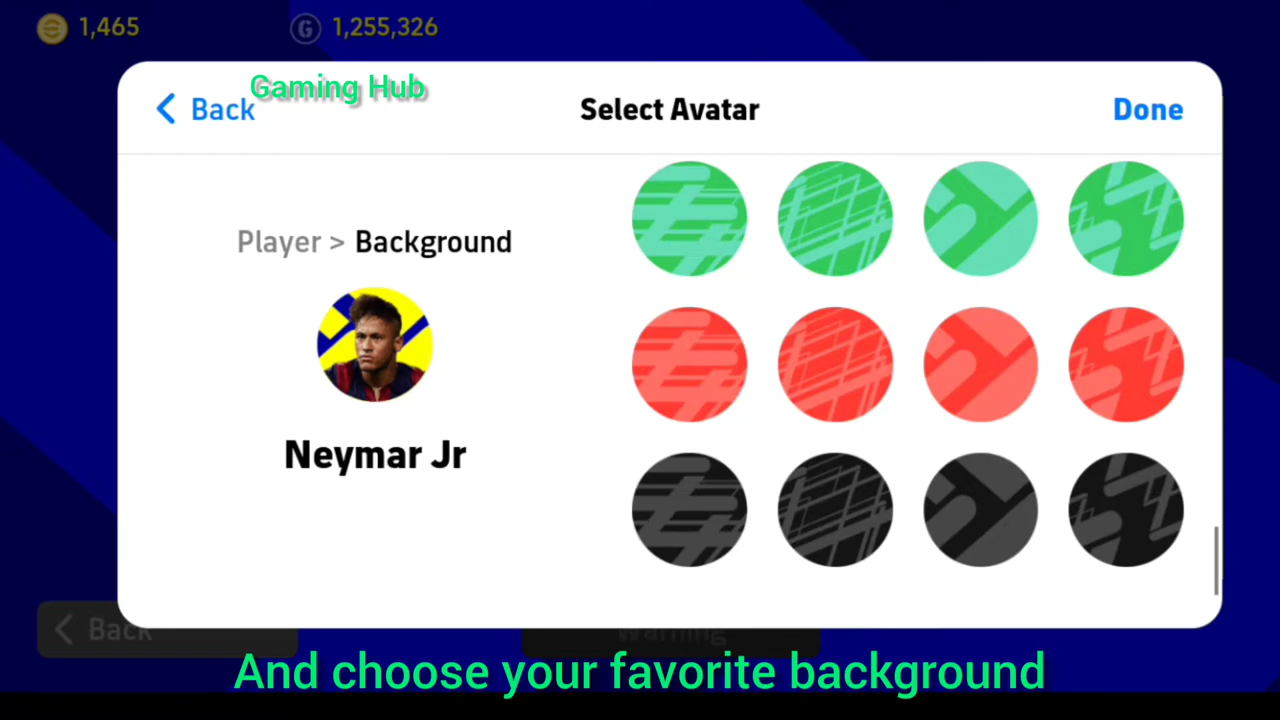 1,465
1,255,326
Gaming Hub
Back
Select Avatar
Done
Player > Background
Neymar Jr
Back
Warning
And choose your favorite background